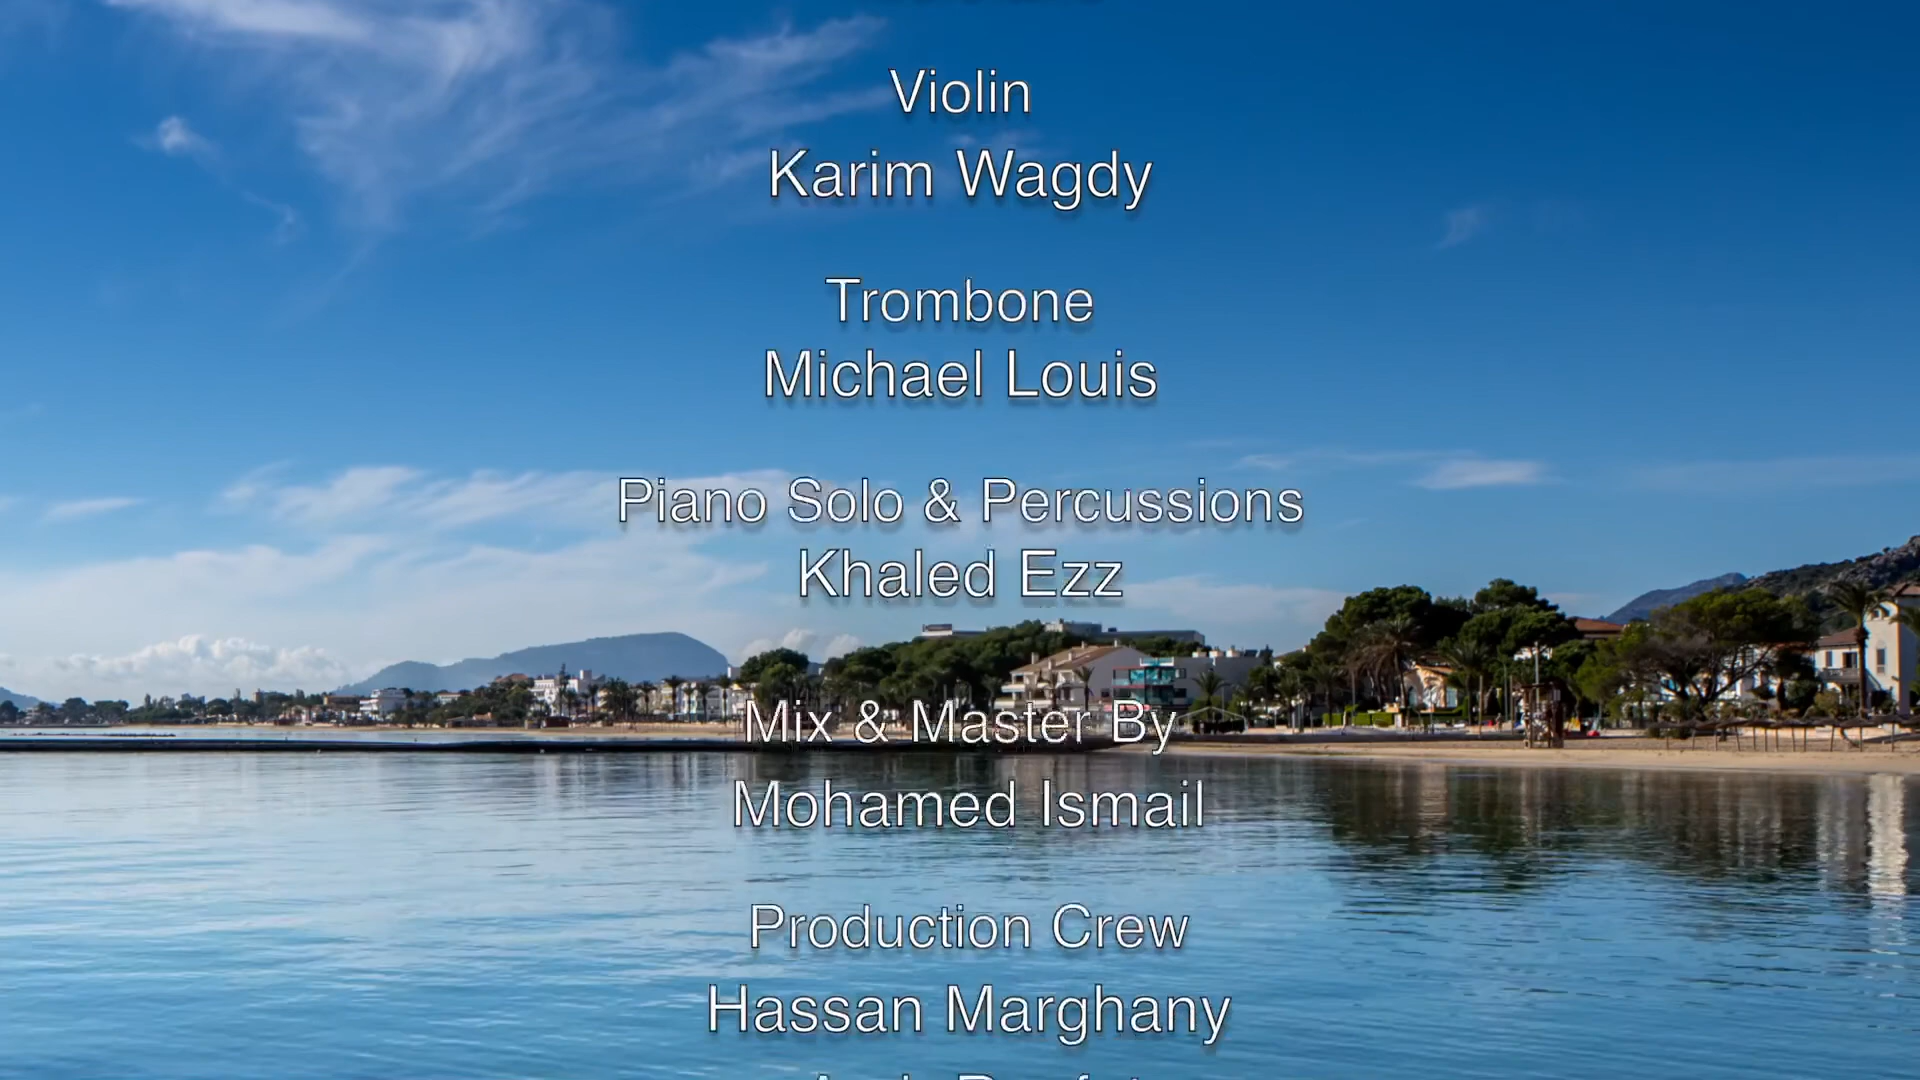 Violin
Karim Wagdy
Trombone
Michael Louis
Piano Solo & Percussions
Khaled Ezz
Mix & Master By
Mohamed Ismail
Production Crew
Hassan Marghany